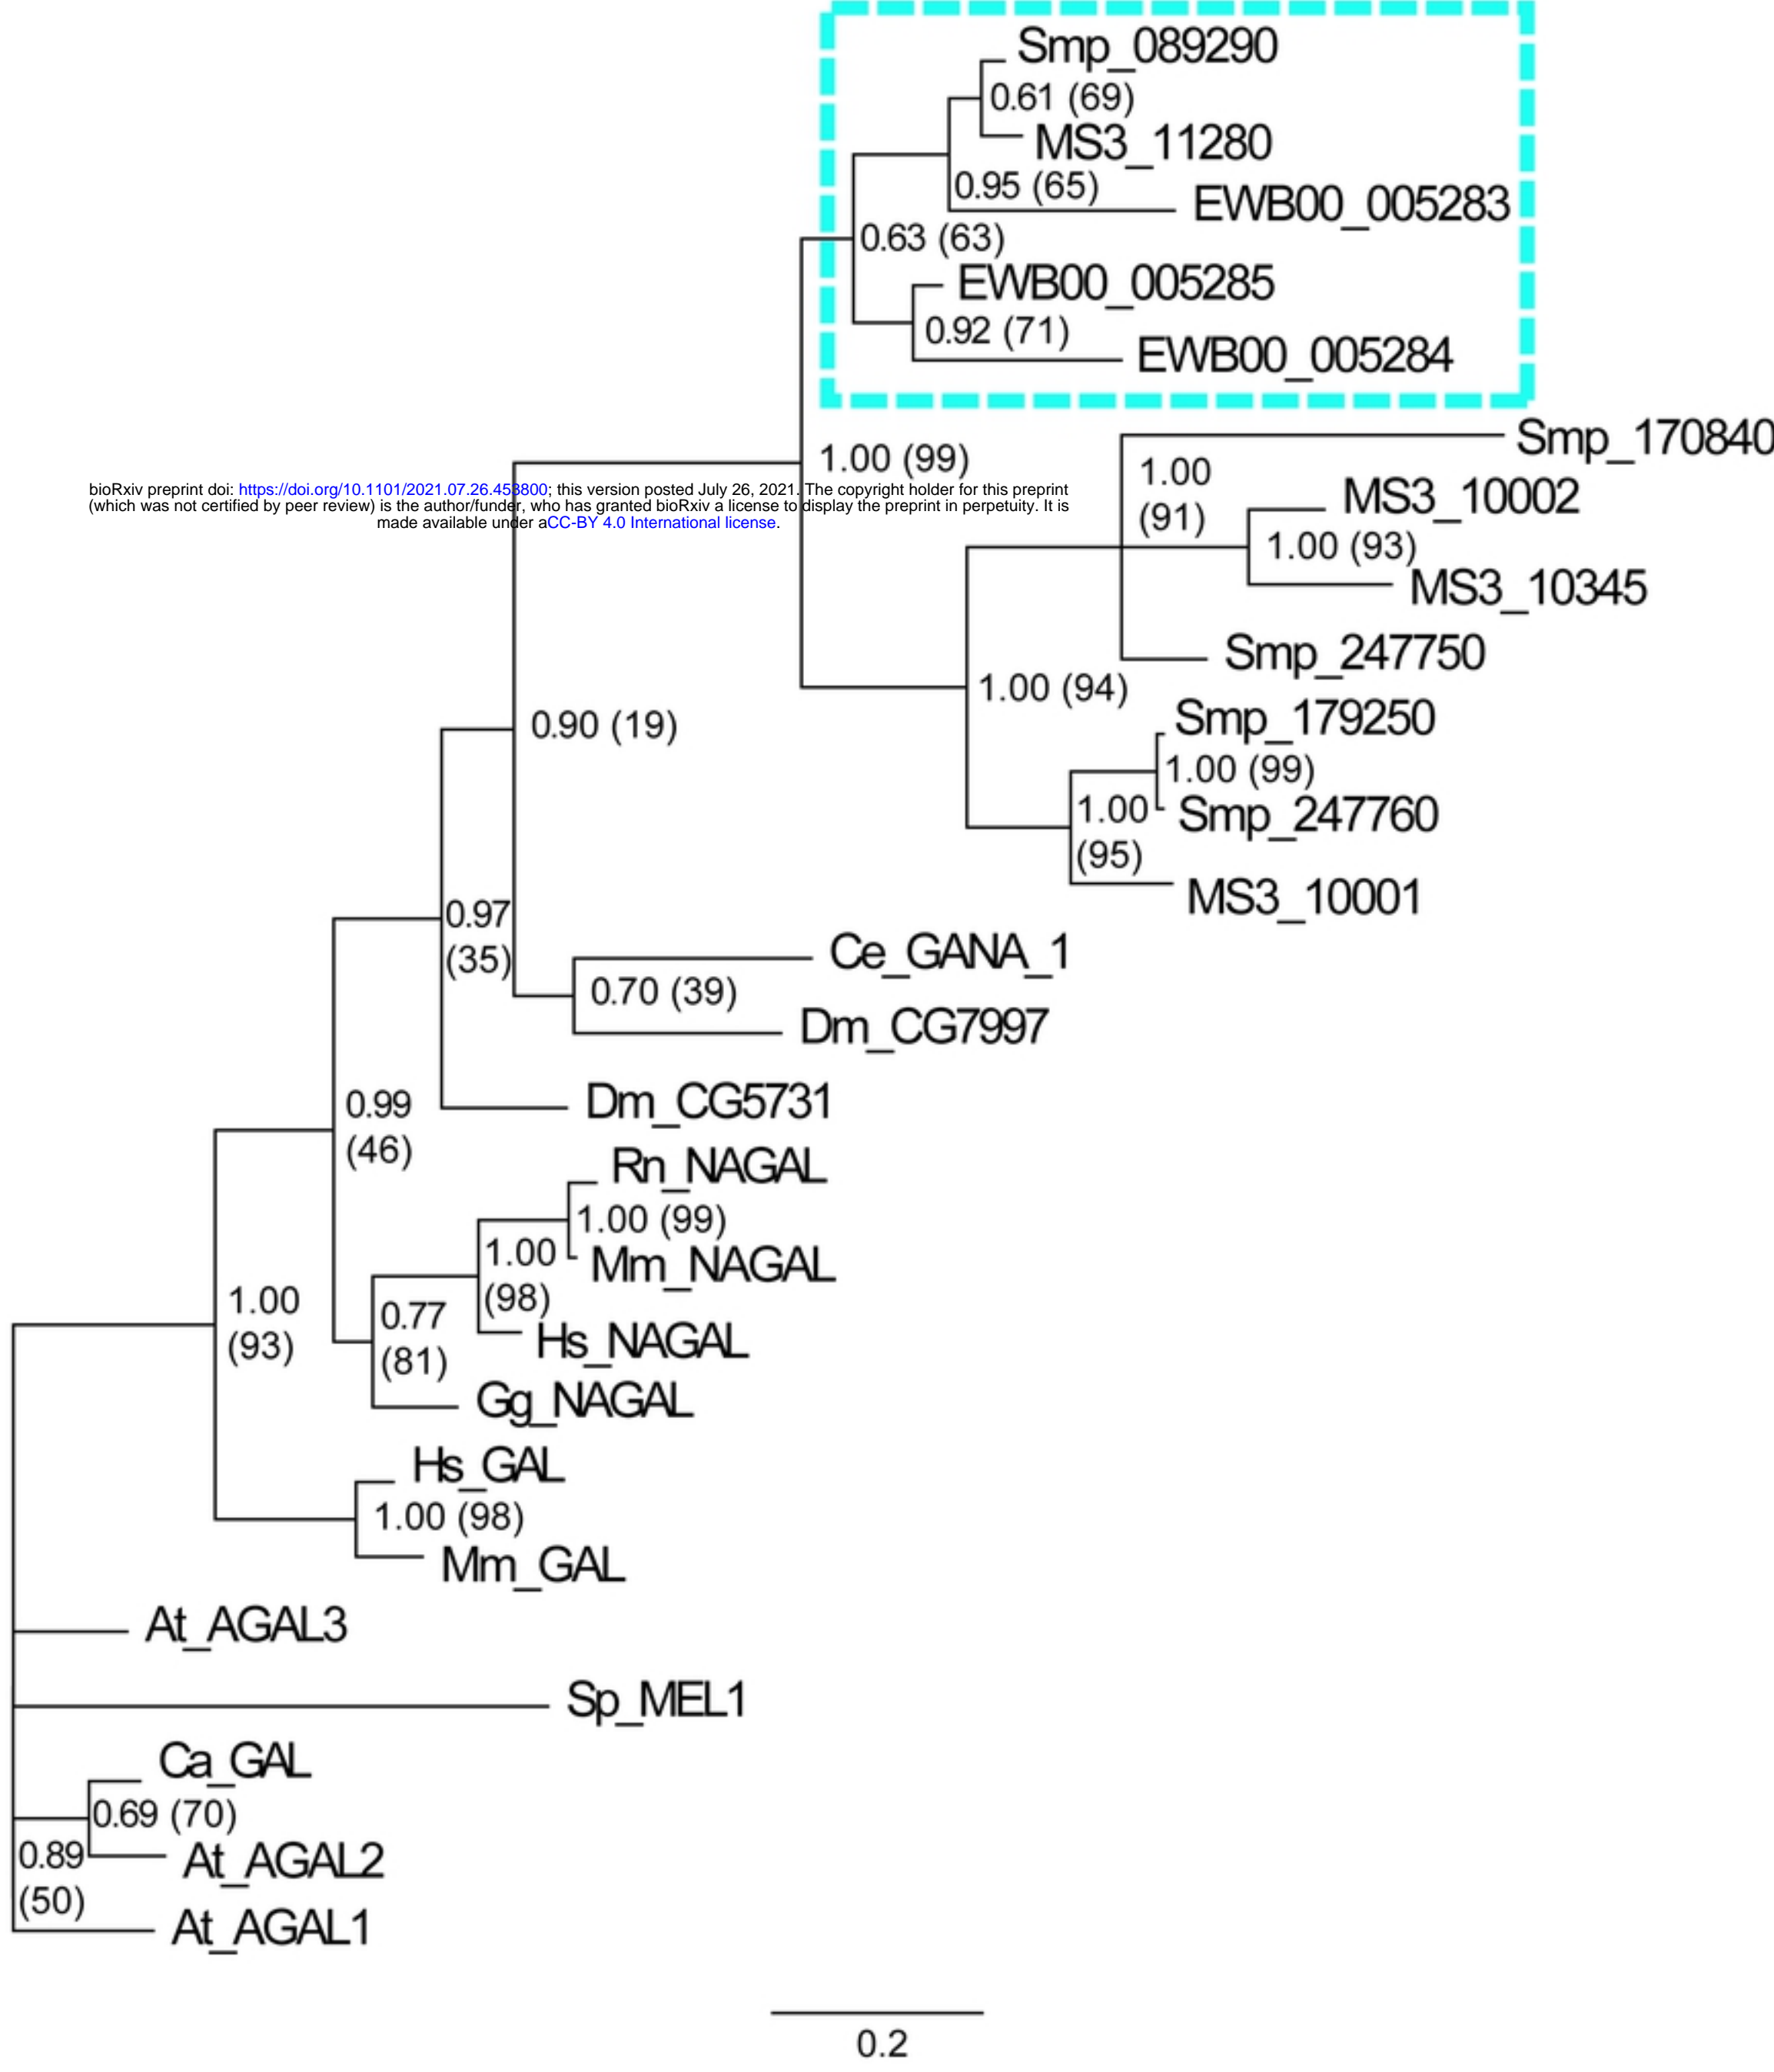 Smp_089290
0.61 (69)
MS3_11280
0.95 (65)
EWB00_005283
0.63 (63)
EWB00_005285
0.92 (71)
EWB00_005284
Smp_170840
1.00 (99)
1.00
(91)
bioRxiv preprint doi: https://doi.org/10.1101/2021.07.26.453800; this version posted July 26, 2021. The copyright holder for this preprint
(which was not certified by peer review) is the author/funder, who has granted bioRxiv a license to display the preprint in perpetuity. It is
made available under aCC-BY 4.0 International license.
MS3_10002
1.00 (93)
MS3_10345
Smp_247750
1.00 (94)
Smp_179250
0.90 (19)
1.00 (99)
1.00
(95)
Smp_247760
MS3_10001
0.97
(35)
Ce_GANA_1
0.70 (39)
Dm_CG7997
Dm_CG5731
0.99
(46)
Rn_NAGAL
1.00 (99)
1.00
(98)
Mm_NAGAL
1.00
(93)
0.77
(81)
Hs_NAGAL
Gg_NAGAL
Hs_GAL
1.00 (98)
Mm_GAL
At_AGAL3
Sp_MEL1
Ca_GAL
0.69 (70)
0.89
(50)
At_AGAL2
At_AGAL1
0.2